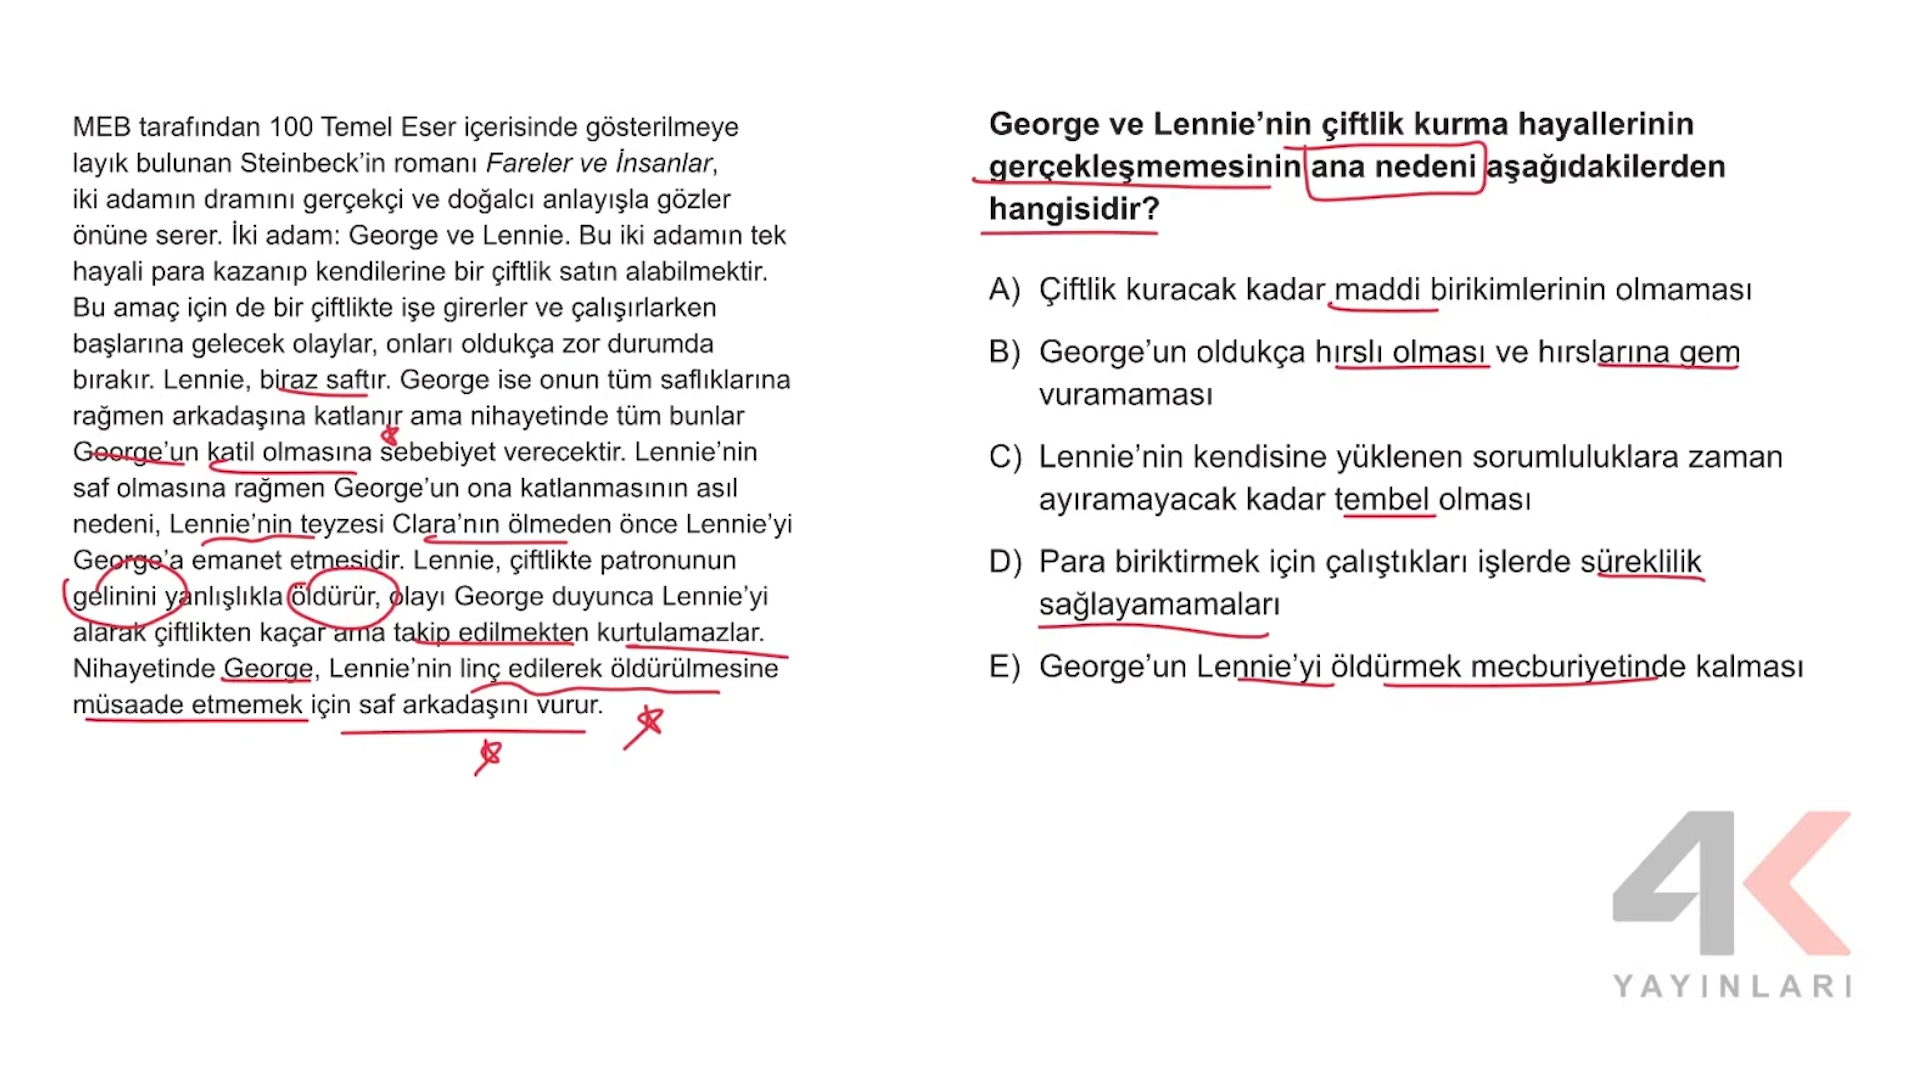 MEB tarafından 100 Temel Eser içerisinde gösterilmeye
layık bulunan Steinbeck’in romanı Fareler ve İnsanlar,
iki adamın dramını gerçekçi ve doğalcı anlayışla gözler
önüne serer. İki adam: George ve Lennie. Bu iki adamın tek
hayali para kazanıp kendilerine bir çiftlik satın alabilmektir.
Bu amaç için de bir çiftlikte işe girerler ve çalışırlarken
başlarına gelecek olaylar, onları oldukça zor durumda
bırakır. Lennie, biraz saftır. George ise onun tüm saflıklarına
rağmen arkadaşına katlanır ama nihayetinde tüm bunlar
George’un katil olmasına sebebiyet verecektir. Lennie’nin
saf olmasına rağmen George’un ona katlanmasının asıl
nedeni, Lennie’nin teyzesi Clara’nın ölmeden önce Lennie’yi
George’a emanet etmesidir. Lennie, çiftlikte patronunun
gelinini yanlışlıkla öldürür, olayı George duyunca Lennie’yi
alarak çiftlikten kaçar ama takip edilmekten kurtulamazlar.
Nihayetinde George, Lennie’nin linç edilerek öldürülmesine
müsaade etmemek için saf arkadaşını vurur.
George ve Lennie’nin çiftlik kurma hayallerinin
gerçekleşmemesinin ana nedeni aşağıdakilerden
hangisidir?
A) Çiftlik kuracak kadar maddi birikimlerinin olmaması
B) George’un oldukça hırslı olması ve hırslarına gem
vuramaması
C) Lennie’nin kendisine yüklenen sorumluluklara zaman
ayıramayacak kadar tembel olması
D) Para biriktirmek için çalıştıkları işlerde süreklilik
sağlayamamaları
E) George’un Lennie’yi öldürmek mecburiyetinde kalması
4K
YAYINLARI